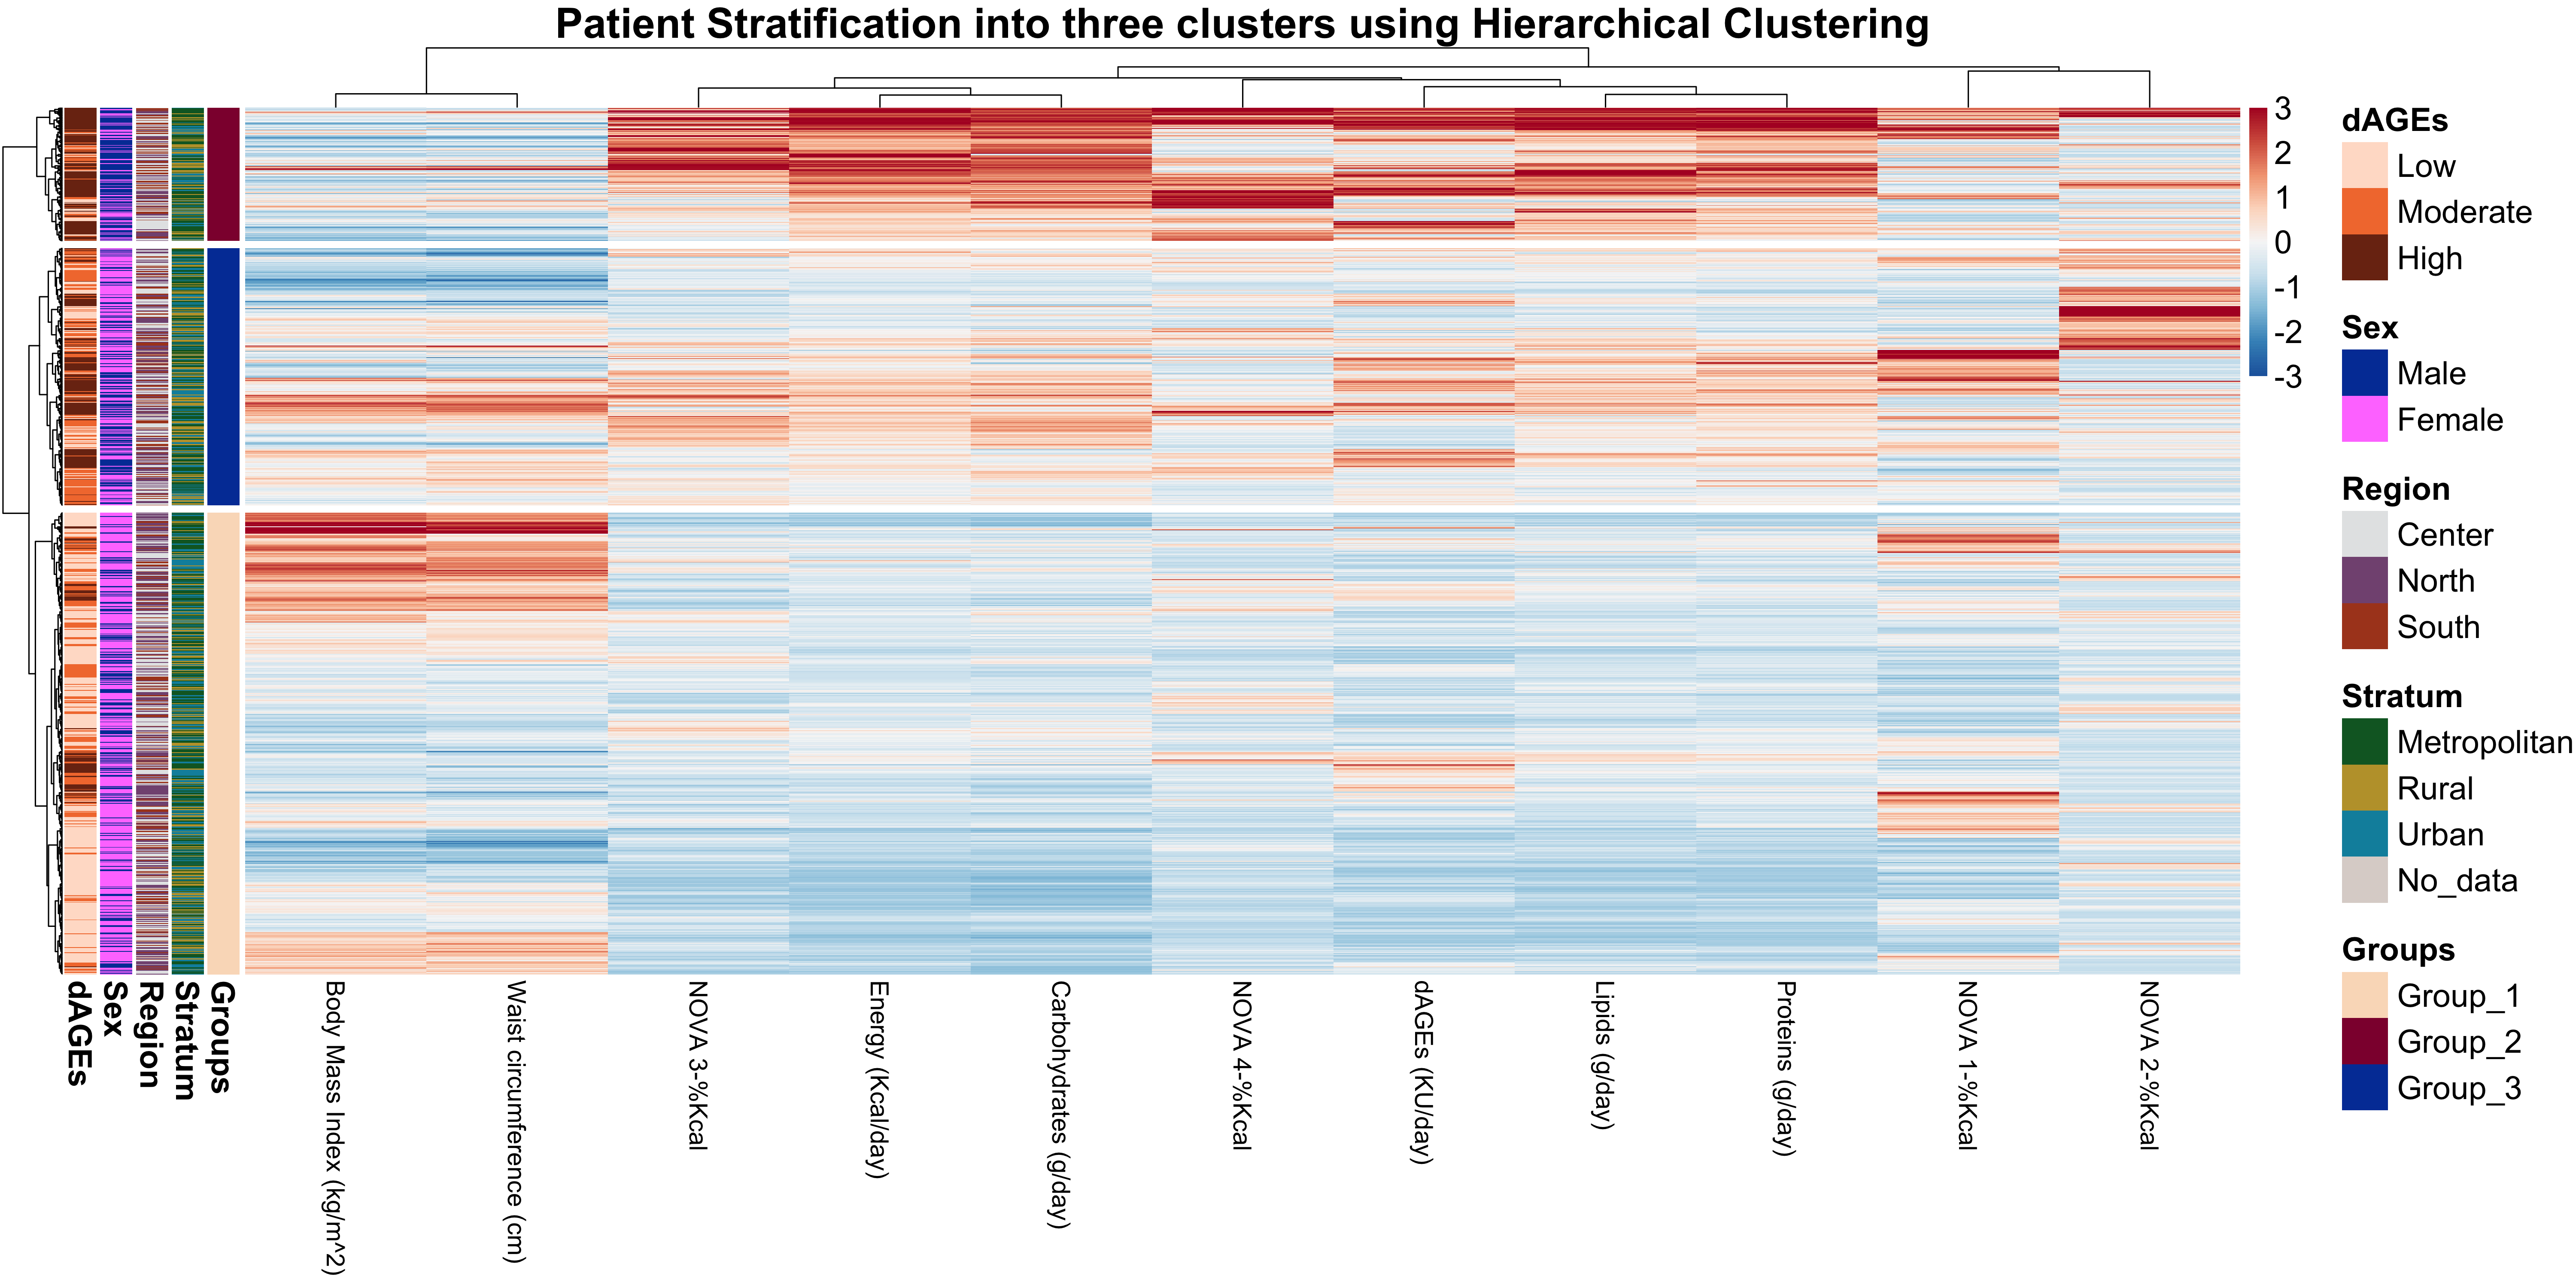 Patient Stratification into three clusters using Hierarchical Clustering
3
2
1
0
-1
-2
-3
dAGEs
Low
Moderate
High
Sex
Male
Female
Region
Center
North
South
Stratum
Metropolitan
Rural
Urban
No_data
Groups
Group_1
Group_2
Group_3
dAGEs
Sex
Region
Stratum
Groups
Body Mass Index (kg/m^2)
Waist circumference (cm)
NOVA 3-%Kcal
Energy (Kcal/day)
Carbohydrates (g/day)
NOVA 4-%Kcal
dAGEs (KU/day)
Lipids (g/day)
Proteins (g/day)
NOVA 1-%Kcal
NOVA 2-%Kcal